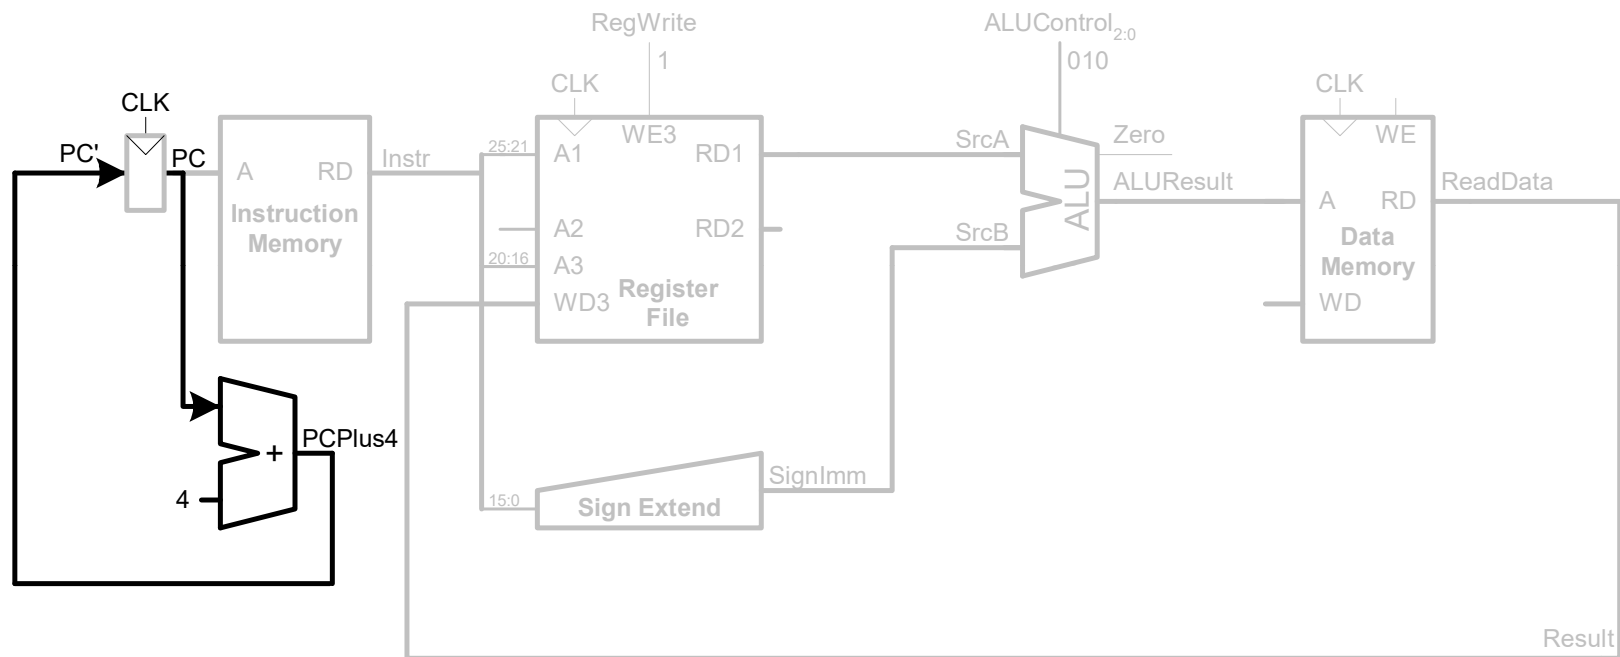 RegWrite
ALUControl2:0
1
010
CLK
CLK
CLK
PC'
PC
A
RD
Instr
Instruction
Memory
25:21
A1
WE3
RD1
A2
RD2
20:16
A3
WD3
Register
File
SrcA
SrcB
ALU
Zero
ALUResult
WE
A
RD
ReadData
Data
Memory
WD
+
PCPlus4
4
15:0
Sign Extend
SignImm
Result